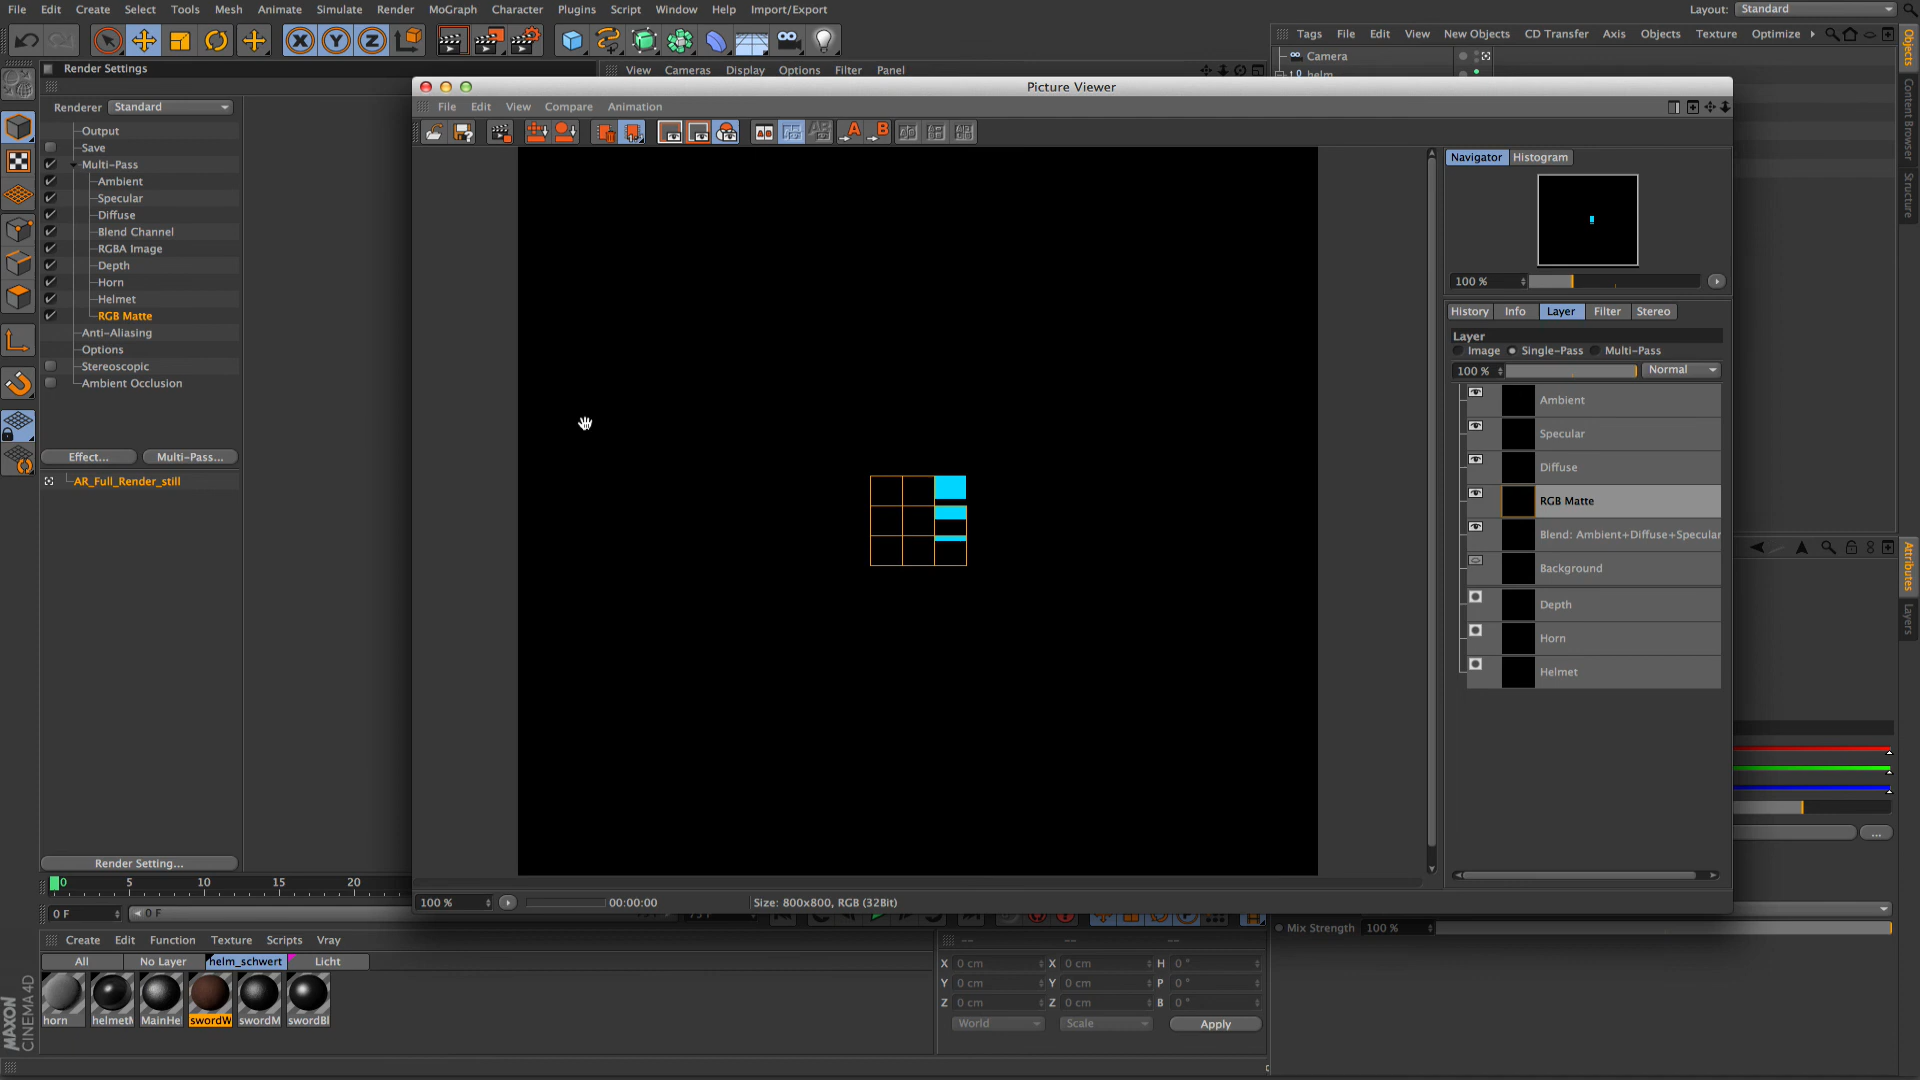 File Edit Create Select Tools Mesh Animate Simulate Render MoGraph Character Plugins Script Window Help Import/Export
Layout: Standard
Render Settings
Renderer Standard
Output
Save
Multi-Pass
Ambient
Specular
Diffuse
Blend Channel
RGBA Image
Depth
Horn
Helmet
RGB Matte
Anti-Aliasing
Options
Stereoscopic
Ambient Occlusion
Effect... Multi-Pass...
AR_Full_Render_still
Render Setting...
View Cameras Display Options Filter Panel
Tags File Edit View New Objects CD Transfer Axis Objects Texture Optimize
Camera
helm
Objects
Content Browser
Structure
Attributes
Layers
Picture Viewer
File Edit View Compare Animation
Navigator Histogram
100 %
History Info Layer Filter Stereo
Layer
Image Single-Pass Multi-Pass
100 % Normal
Ambient
Specular
Diffuse
RGB Matte
Blend: Ambient+Diffuse+Specular
Background
Depth
Horn
Helmet
100 % 00:00:00 Size: 800x800, RGB (32Bit)
0 5 10 15 20
0 F 0 F
Create Edit Function Texture Scripts Vray
All No Layer helm_schwert Licht
horn helmetM MainHe swordW swordM swordBl
X 0 cm X 0 cm H 0 °
Y 0 cm Y 0 cm P 0 °
Z 0 cm Z 0 cm B 0 °
World Scale Apply
Mix Strength 100 %
...
MAXON
CINEMA 4D